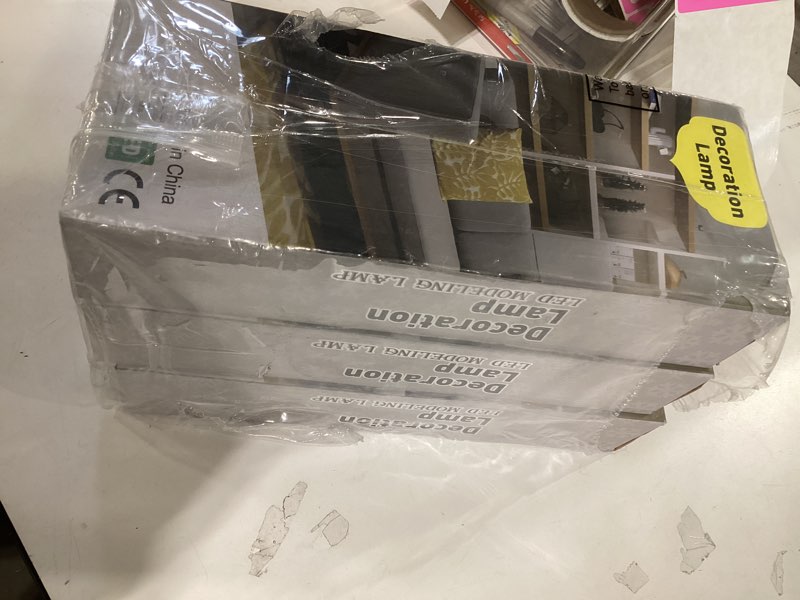 Decoration
Lamp
in China
CE
LED MODELING LAMP
Decoration
Lamp
LED MODELING LAMP
Decoration
Lamp
LED MODELING LAMP
Decoration
Lamp